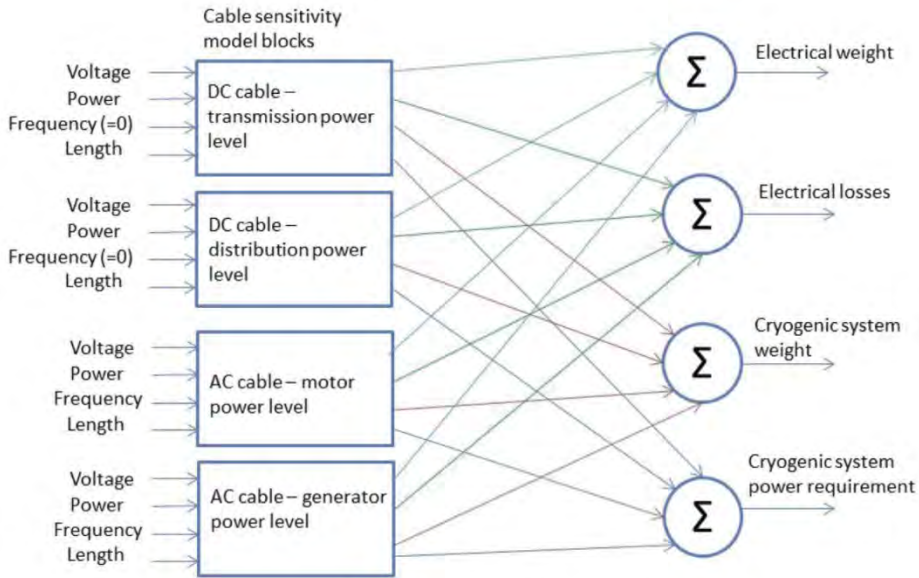 Cable sensitivity
model blocks
Voltage
Power
Frequency (=0)
Length
DC cable –
transmission power
level
Voltage
Power
Frequency (=0)
Length
DC cable –
distribution power
level
Voltage
Power
Frequency
Length
AC cable – motor
power level
Voltage
Power
Frequency
Length
AC cable – generator
power level
Σ
Electrical weight
Σ
Electrical losses
Σ
Cryogenic system
weight
Σ
Cryogenic system
power requirement